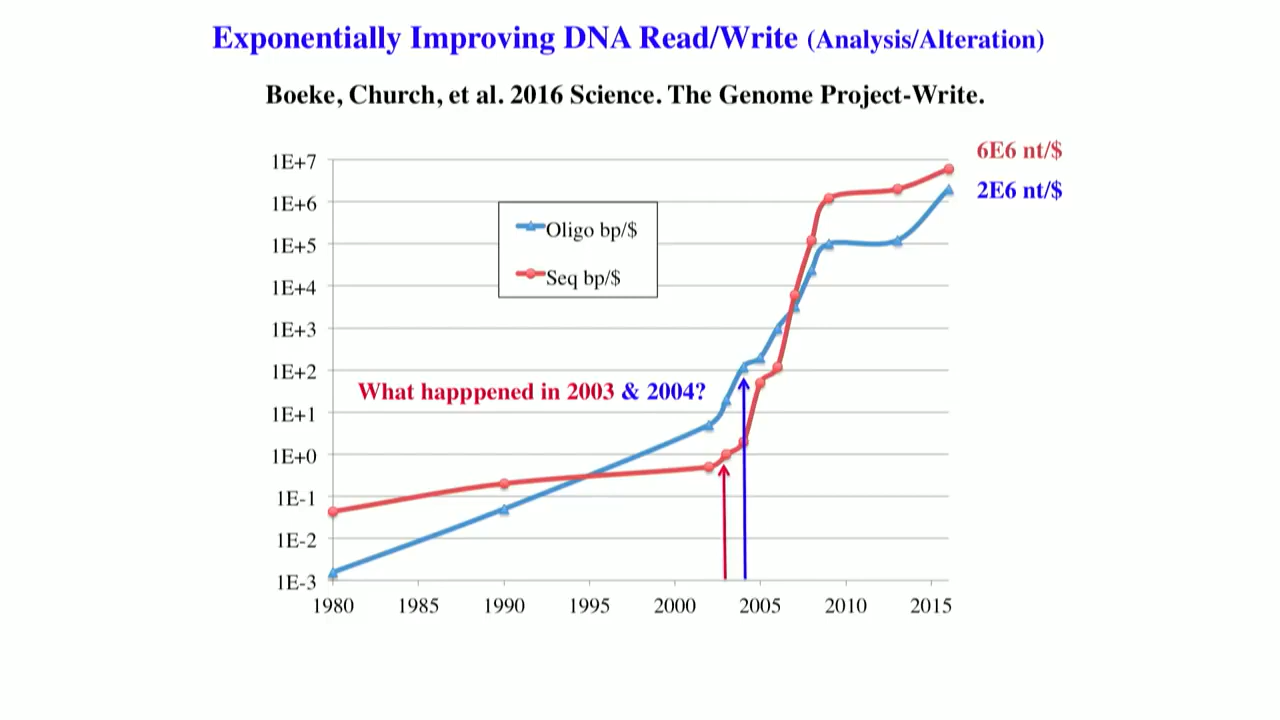 Exponentially Improving DNA Read/Write (Analysis/Alteration)
Boeke, Church, et al. 2016 Science. The Genome Project-Write.
6E6 nt/$
2E6 nt/$
1E+7
1E+6
1E+5
1E+4
1E+3
1E+2
1E+1
1E+0
1E-1
1E-2
1E-3
Oligo bp/$
Seq bp/$
What happpened in 2003 & 2004?
1980 1985 1990 1995 2000 2005 2010 2015